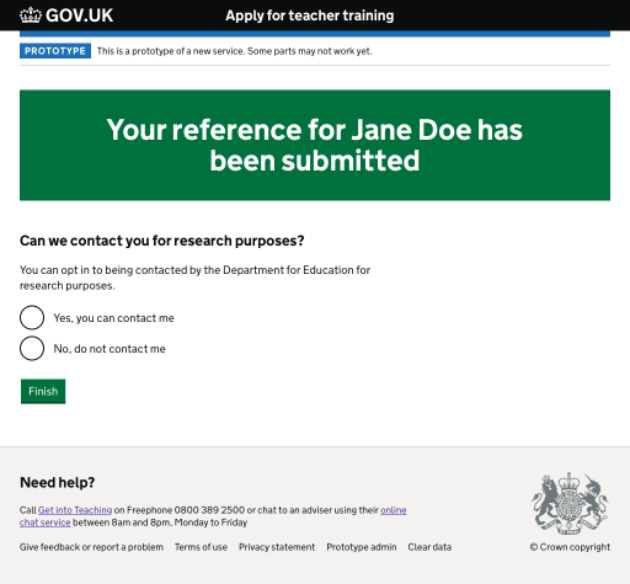 GOV.UK Apply for teacher training
PROTOTYPE This is a prototype of a new service. Some parts may not work yet.
Your reference for Jane Doe has
been submitted
Can we contact you for research purposes?
You can opt in to being contacted by the Department for Education for
research purposes.
Yes, you can contact me
No, do not contact me
Finish
Need help?
Call Get into Teaching on Freephone 0800 389 2500 or chat to an adviser using their online
chat service between 8am and 8pm, Monday to Friday
Give feedback or report a problem Terms of use Privacy statement Prototype admin Clear data
© Crown copyright